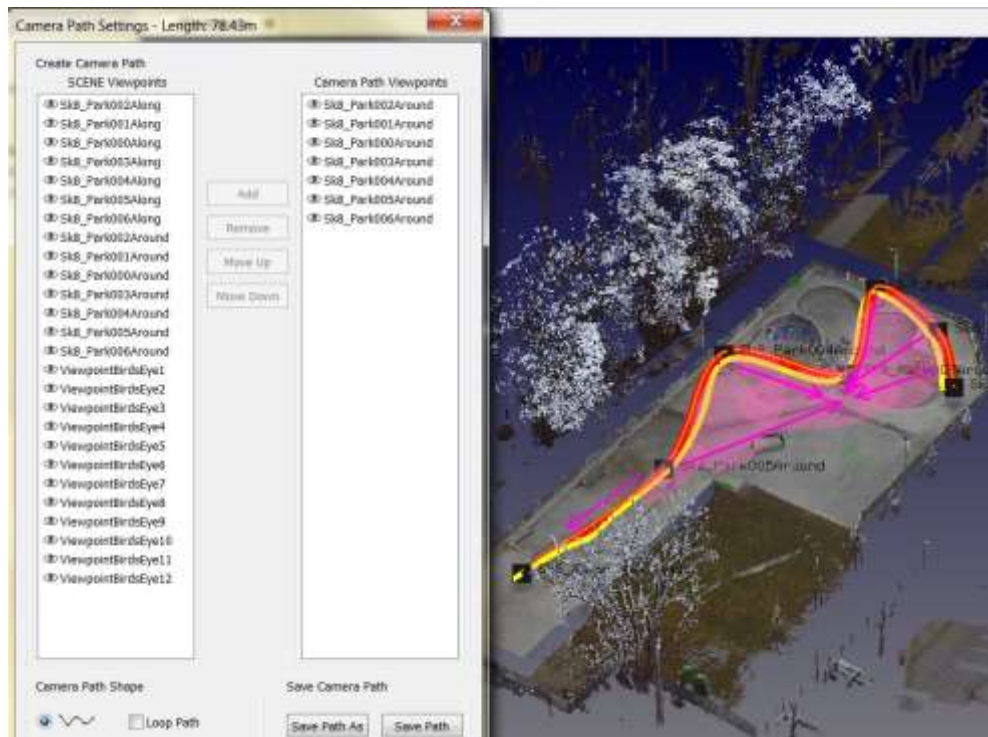 Camera Path Settings - Length: 78.43m
Create Camera Path
SCENE Viewpoints
Sk8_Park002Along
Sk8_Park001Along
Sk8_Park000Along
Sk8_Park003Along
Sk8_Park004Along
Sk8_Park005Along
Sk8_Park006Along
Sk8_Park002Around
Sk8_Park001Around
Sk8_Park000Around
Sk8_Park003Around
Sk8_Park004Around
Sk8_Park005Around
Sk8_Park006Around
ViewpointBirdsEye1
ViewpointBirdsEye2
ViewpointBirdsEye3
ViewpointBirdsEye4
ViewpointBirdsEye5
ViewpointBirdsEye6
ViewpointBirdsEye7
ViewpointBirdsEye8
ViewpointBirdsEye9
ViewpointBirdsEye10
ViewpointBirdsEye11
ViewpointBirdsEye12
Add
Remove
Move Up
Move Down
Camera Path Viewpoints
Sk8_Park002Around
Sk8_Park001Around
Sk8_Park000Around
Sk8_Park003Around
Sk8_Park004Around
Sk8_Park005Around
Sk8_Park006Around
Camera Path Shape
Loop Path
Save Camera Path
Save Path As
Save Path
Sk8_Park004Around
Sk8_Park005Around